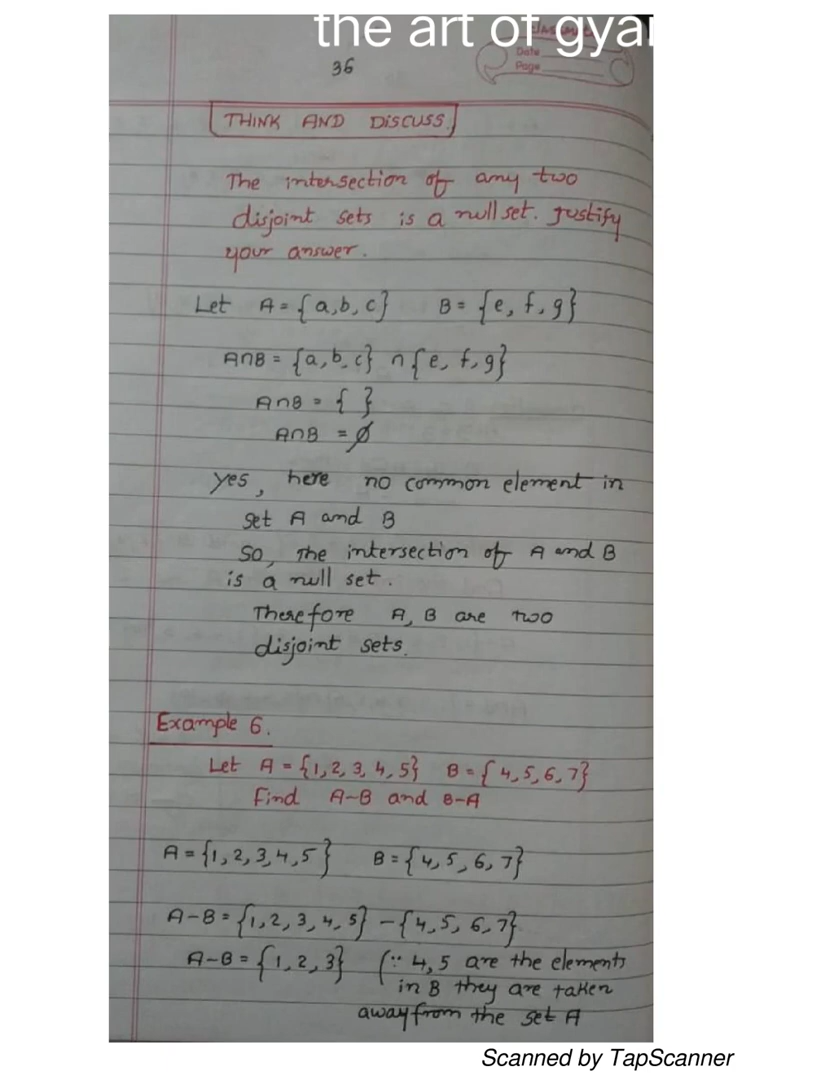 the art of gya
Date
Page
36
THINK AND DISCUSS.
The intersection of any two
disjoint sets is a null set. Justify
your answer.
Let A = {a,b,c} B = {e, f, g}
A∩B = {a,b,c} ∩ {e, f, g}
A∩B = { }
A∩B = ∅
yes, here no common element in
set A and B
So, the intersection of A and B
is a null set.
Therefore A, B are two
disjoint sets.
Example 6.
Let A = {1,2,3,4,5} B = {4,5,6,7}
Find A-B and B-A
A = {1,2,3,4,5} B = {4,5,6,7}
A-B = {1,2,3,4,5} - {4,5,6,7}
A-B = {1,2,3} (∵ 4,5 are the elements
in B they are taken
away from the set A
Scanned by TapScanner